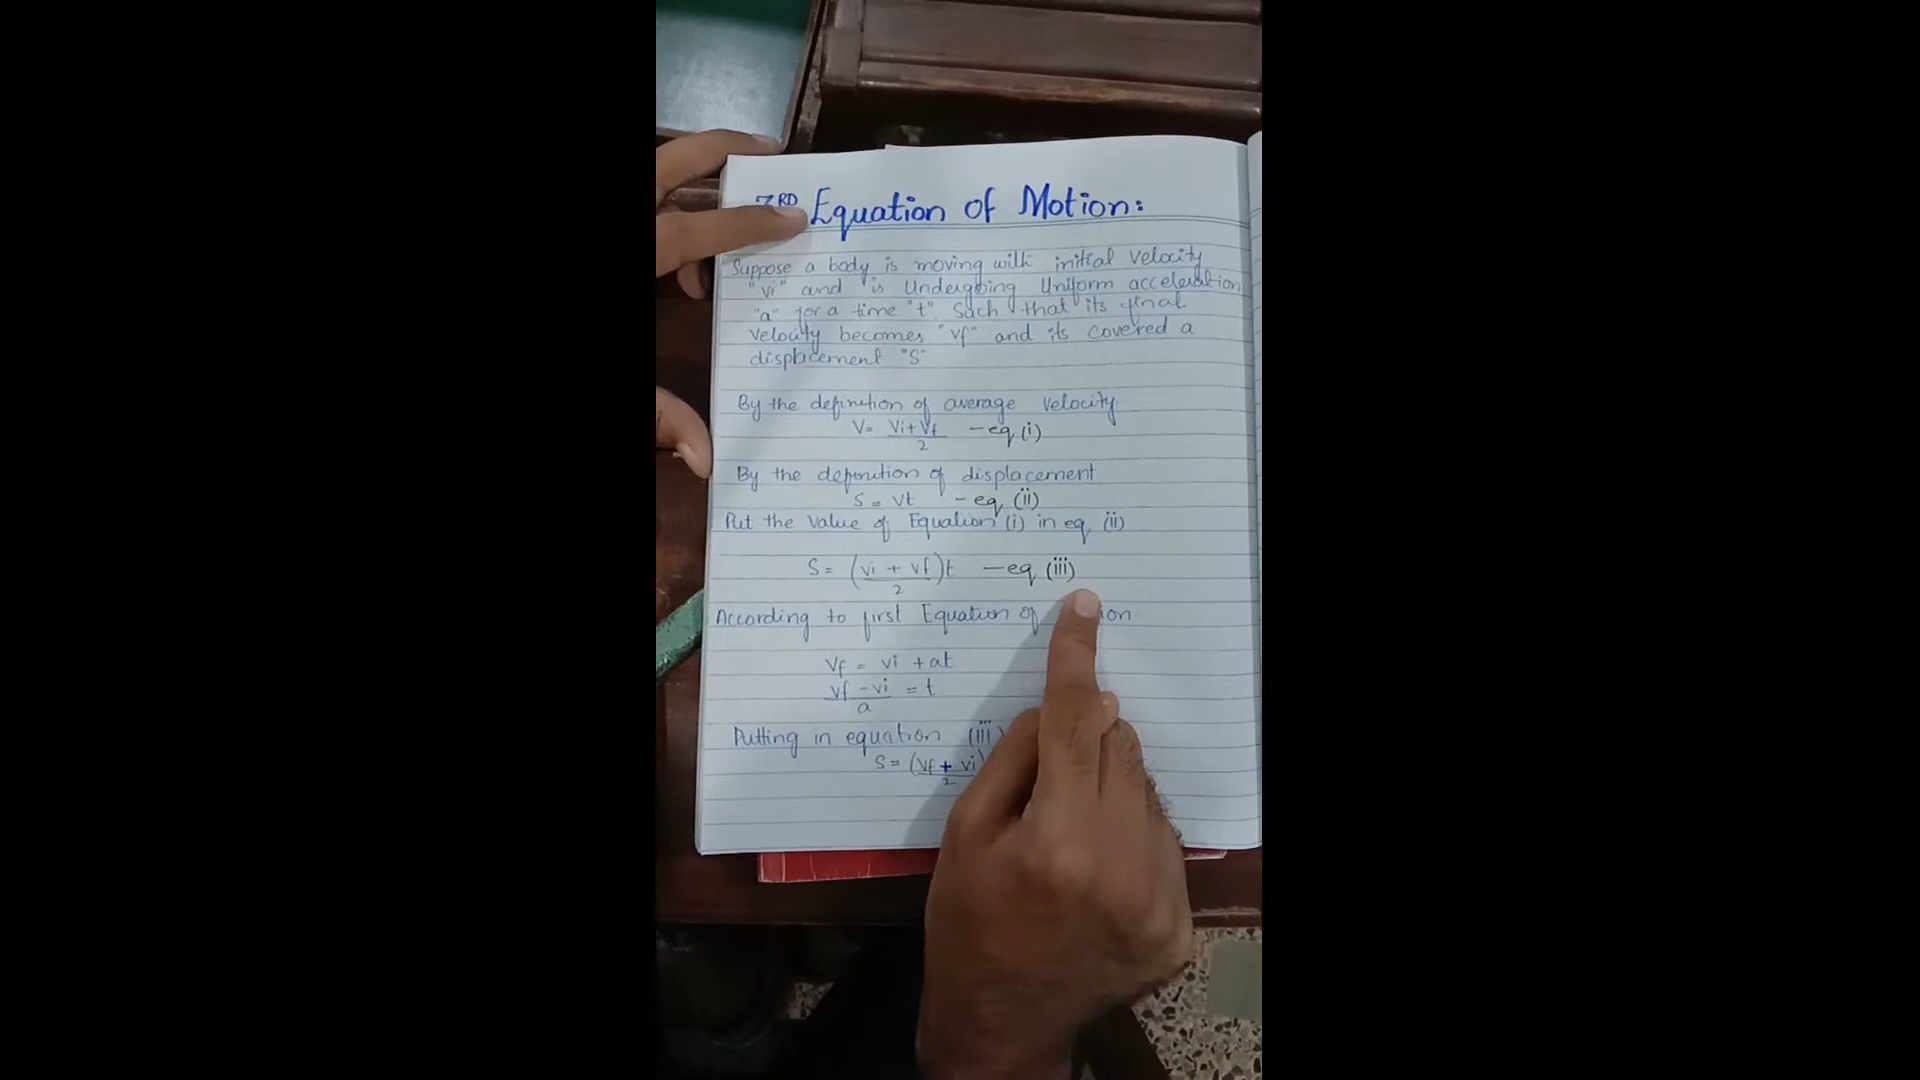 3RD Equation of Motion:
Suppose a body is moving with initial velocity
"vi" and is Undergoing Uniform acceleration
"a" for a time "t" Such that its final
velocity becomes "vf" and its covered a
displacement "S"
By the definition of average velocity
V = Vi + Vf / 2 - eq (i)
By the definition of displacement
S = Vt - eq (ii)
Put the value of Equation (i) in eq (ii)
S = (vi + vf / 2) t - eq (iii)
According to first Equation of
Vf = vi + at
vf - vi / a = t
Putting in equation (iii)
S = (vf + vi / 2)